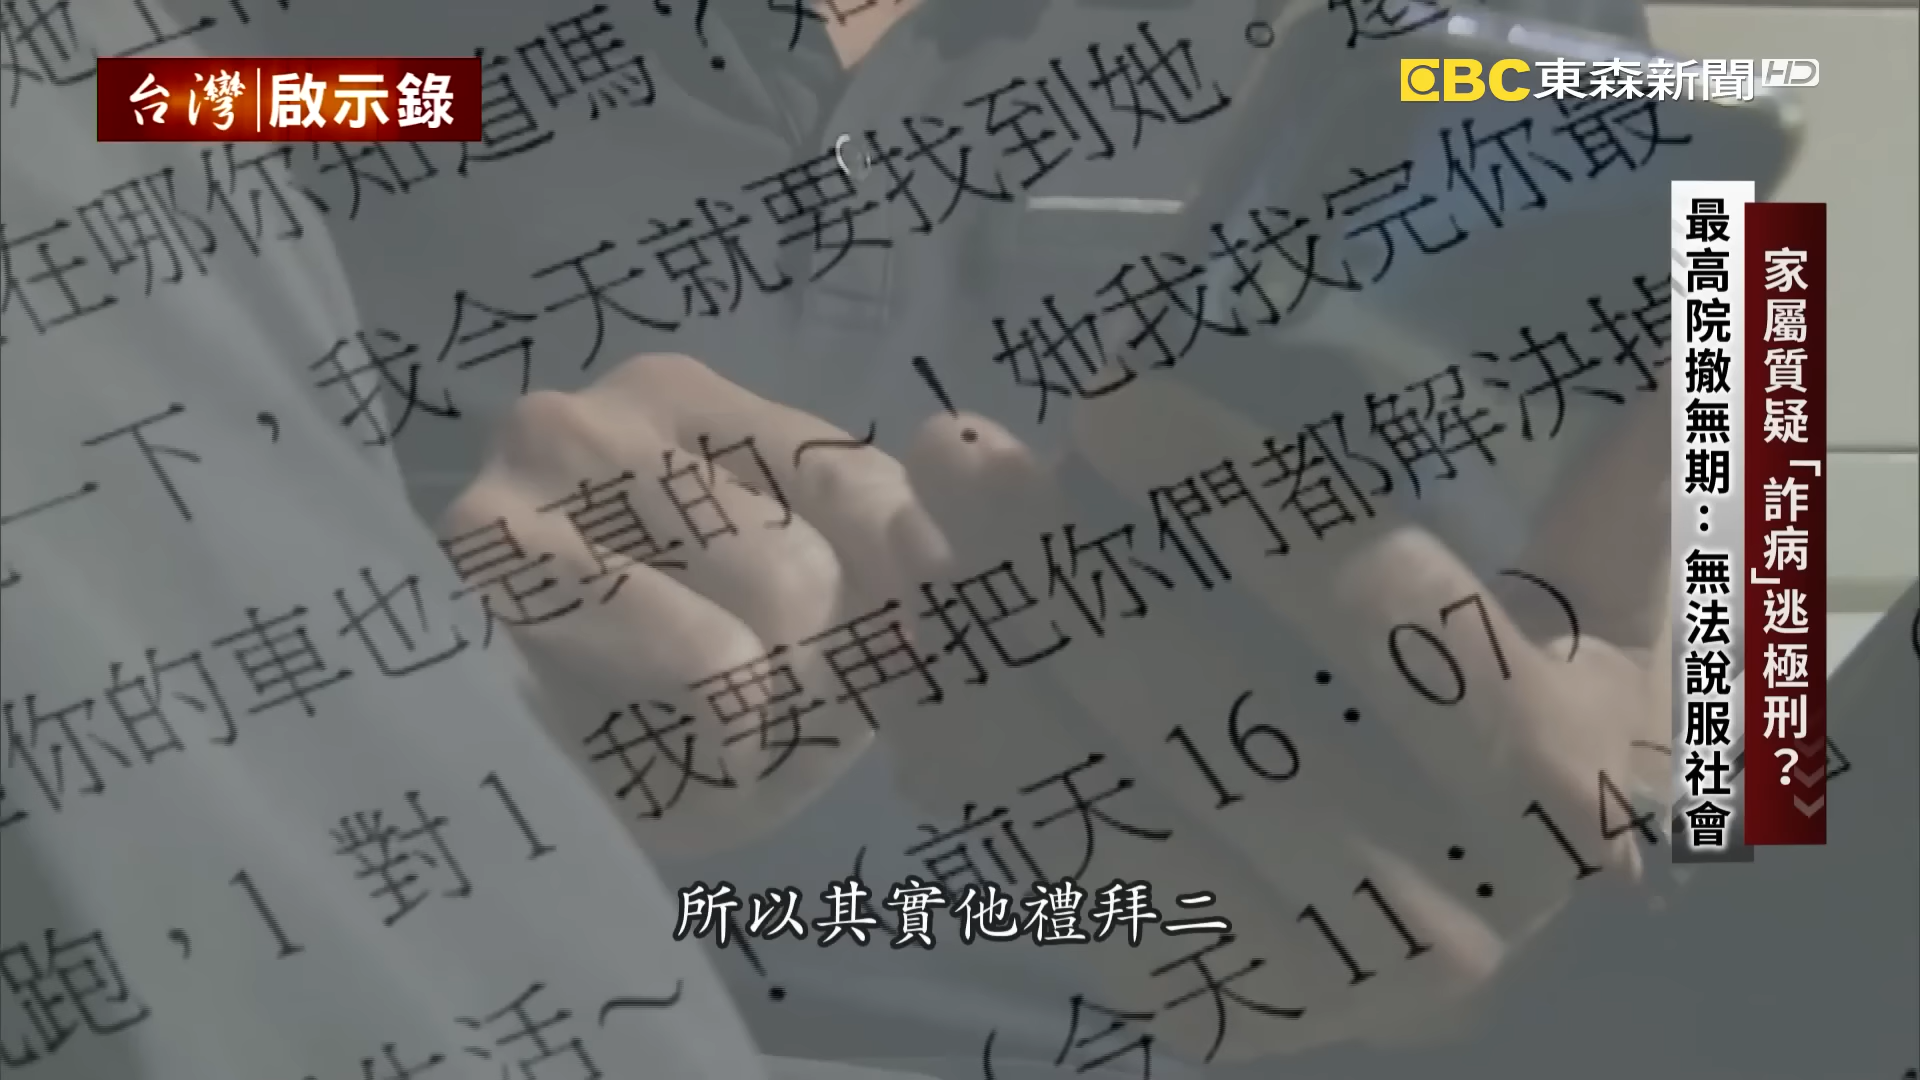 台灣 啟示錄
EBC東森新聞HD
家屬質疑「詐病」逃極刑？
最高院撤無期：無法說服社會
她上
在哪你知道嗎？
一下，我今天就要找到她。還
你的車也是真的～！她我找完你最
跑，1對1 我要再把你們都解決掉
生活～！（前天16：07）
（今天11：14）
所以其實他禮拜二